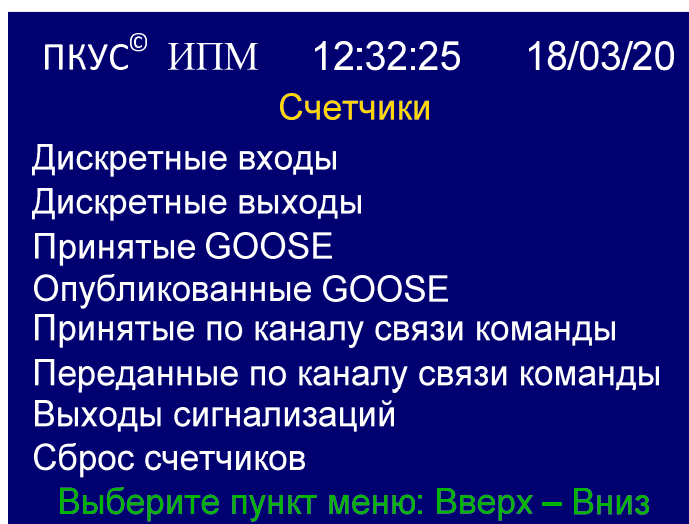 ПКУС© ИПМ 12:32:25 18/03/20
Счетчики
Дискретные входы
Дискретные выходы
Принятые GOOSE
Опубликованные GOOSE
Принятые по каналу связи команды
Переданные по каналу связи команды
Выходы сигнализаций
Сброс счетчиков
Выберите пункт меню: Вверх – Вниз